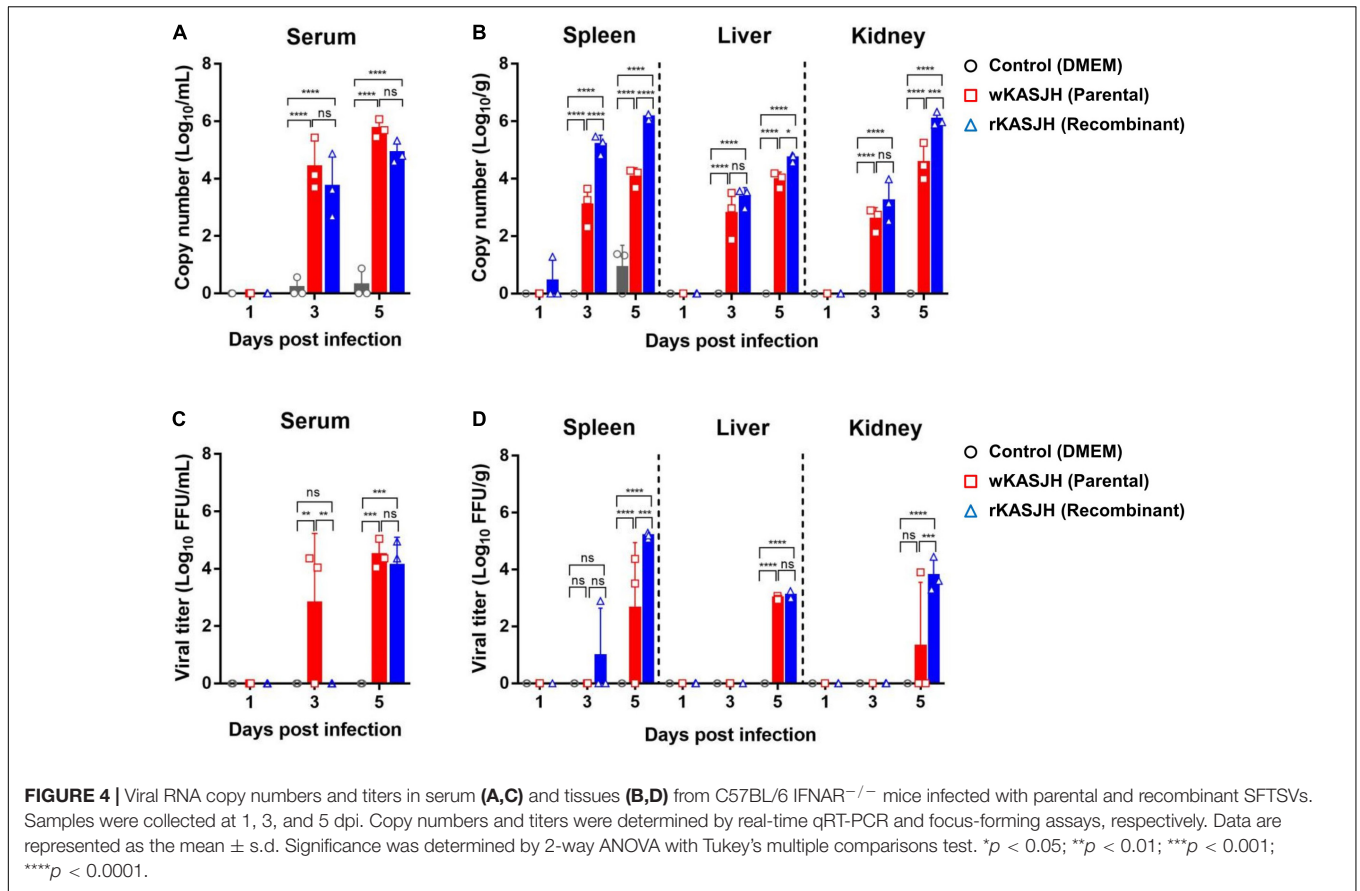 A
Serum
Copy number (Log10/mL)
8
6
4
2
0
**** ****
**** ns **** ns
1 3 5
Days post infection
B
Spleen Liver Kidney
Copy number (Log10/g)
8
6
4
2
0
**** **** **** **** **** ****
**** **** **** **** **** ns **** * **** ns **** ***
1 3 5 1 3 5 1 3 5
Days post infection
Control (DMEM)
wKASJH (Parental)
rKASJH (Recombinant)
C
Serum
Viral titer (Log10 FFU/mL)
8
6
4
2
0
ns ***
** ** *** ns
1 3 5
Days post infection
D
Spleen Liver Kidney
Viral titer (Log10 FFU/g)
8
6
4
2
0
ns **** **** ****
ns ns **** *** **** ns ns ***
1 3 5 1 3 5 1 3 5
Days post infection
Control (DMEM)
wKASJH (Parental)
rKASJH (Recombinant)
FIGURE 4 | Viral RNA copy numbers and titers in serum (A,C) and tissues (B,D) from C57BL/6 IFNAR−/− mice infected with parental and recombinant SFTSVs.
Samples were collected at 1, 3, and 5 dpi. Copy numbers and titers were determined by real-time qRT-PCR and focus-forming assays, respectively. Data are
represented as the mean ± s.d. Significance was determined by 2-way ANOVA with Tukey's multiple comparisons test. *p < 0.05; **p < 0.01; ***p < 0.001;
****p < 0.0001.